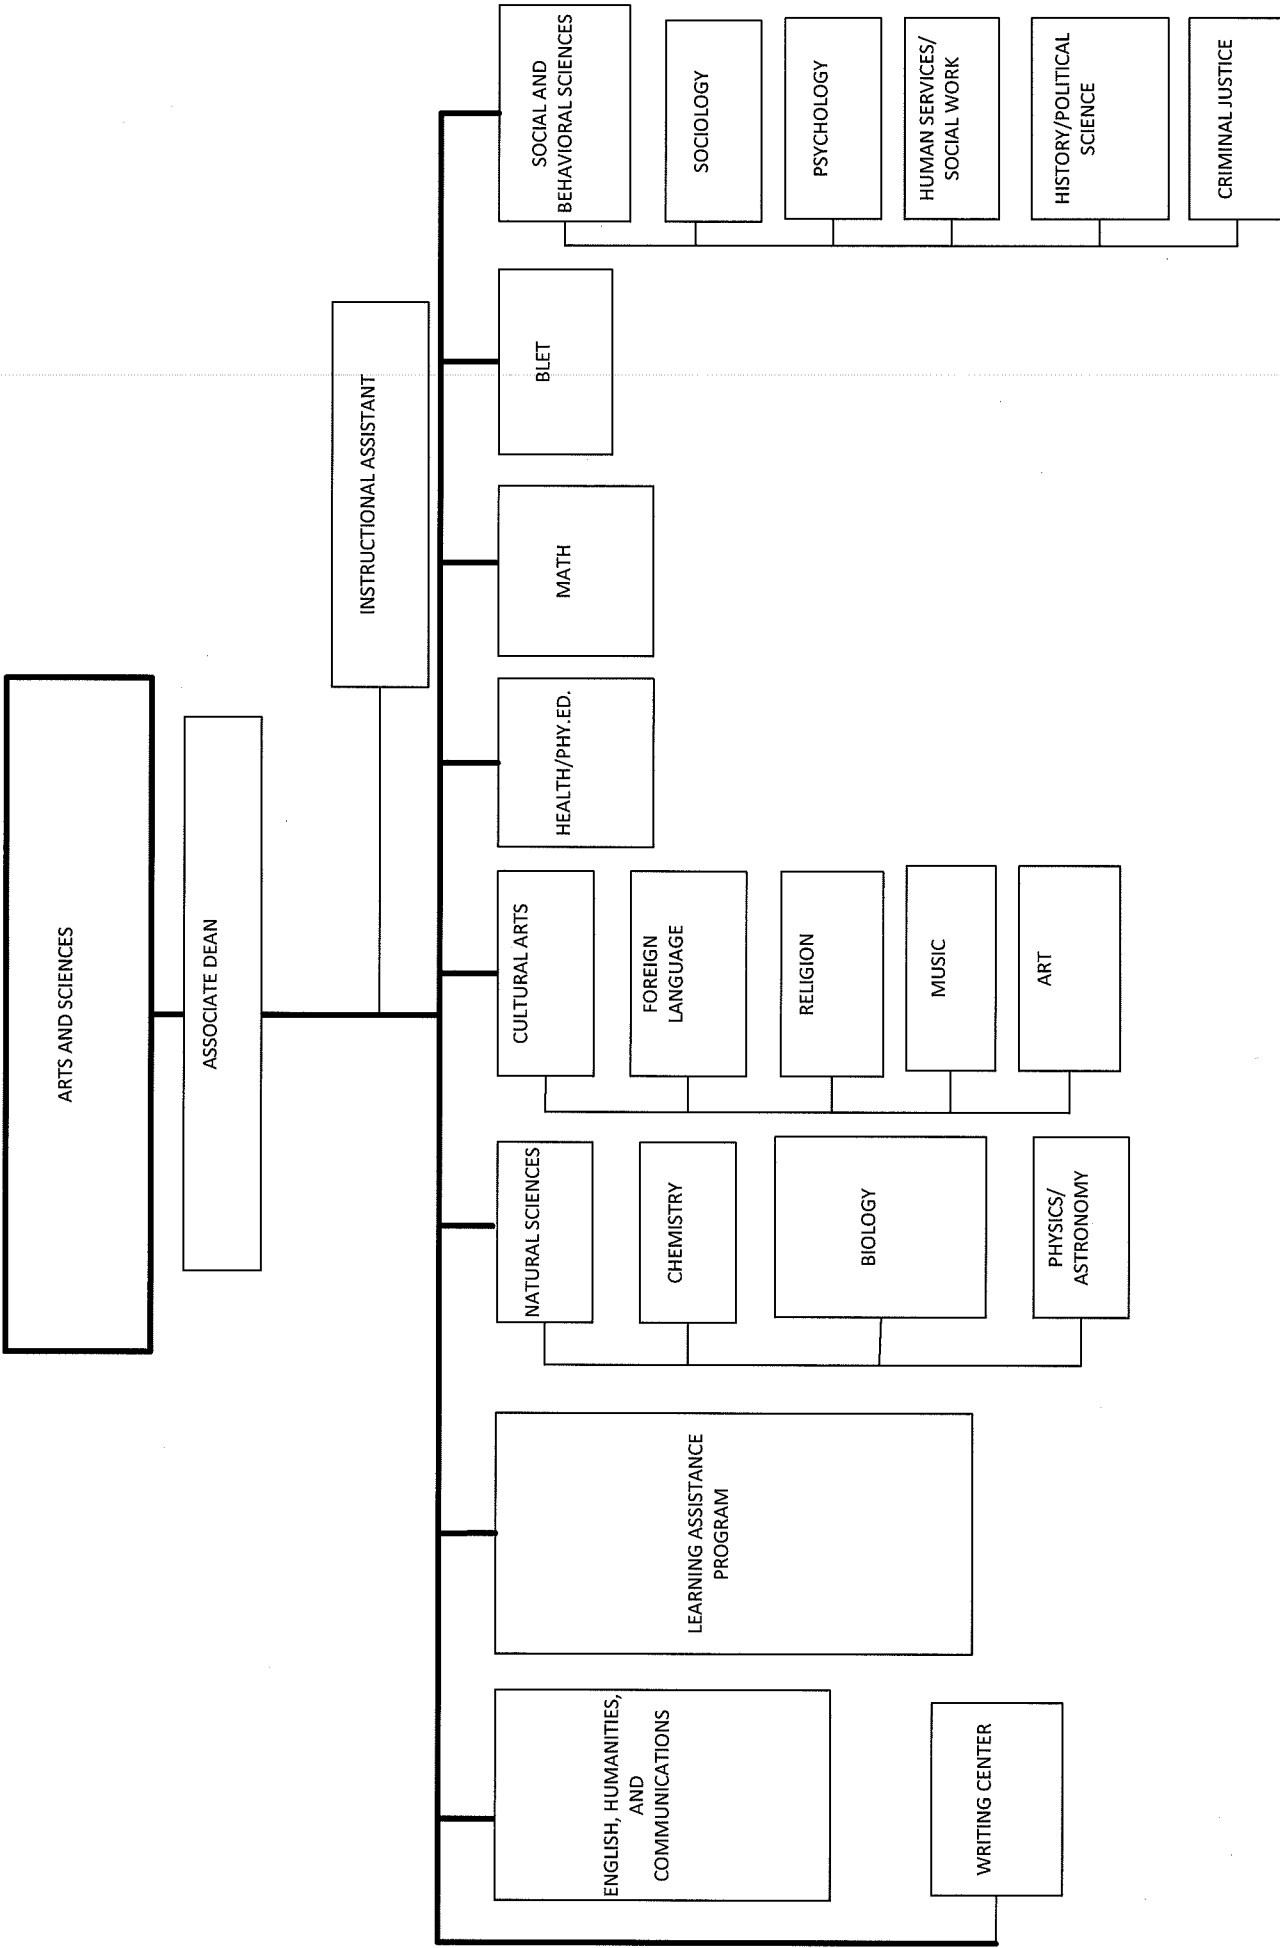 ARTS AND SCIENCES
ASSOCIATE DEAN
INSTRUCTIONAL ASSISTANT
ENGLISH, HUMANITIES,
AND
COMMUNICATIONS
WRITING CENTER
LEARNING ASSISTANCE
PROGRAM
NATURAL SCIENCES
CHEMISTRY
BIOLOGY
PHYSICS/
ASTRONOMY
CULTURAL ARTS
FOREIGN
LANGUAGE
RELIGION
MUSIC
ART
HEALTH/PHY.ED.
MATH
BLET
SOCIAL AND
BEHAVIORAL SCIENCES
SOCIOLOGY
PSYCHOLOGY
HUMAN SERVICES/
SOCIAL WORK
HISTORY/POLITICAL
SCIENCE
CRIMINAL JUSTICE